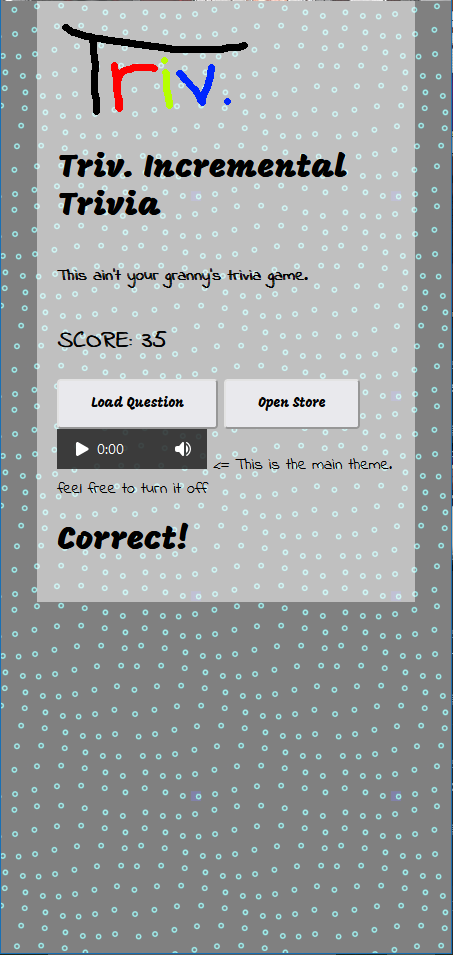 Triv.
Triv. Incremental
Trivia
This ain't your granny's trivia game.
SCORE: 35
Load Question
Open Store
0:00
<= This is the main theme.
feel free to turn it off
Correct!